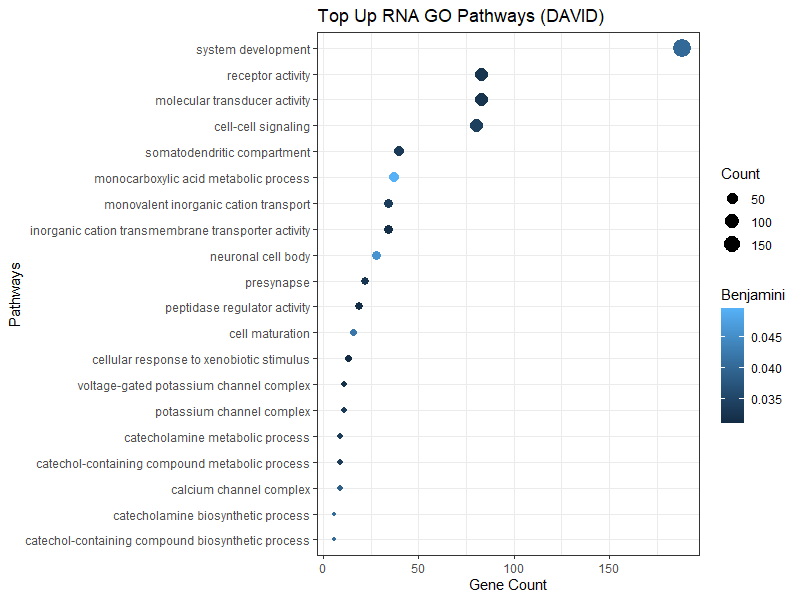 Top Up RNA GO Pathways (DAVID)
Pathways
system development
receptor activity
molecular transducer activity
cell-cell signaling
somatodendritic compartment
monocarboxylic acid metabolic process
monovalent inorganic cation transport
inorganic cation transmembrane transporter activity
neuronal cell body
presynapse
peptidase regulator activity
cell maturation
cellular response to xenobiotic stimulus
voltage-gated potassium channel complex
potassium channel complex
catecholamine metabolic process
catechol-containing compound metabolic process
calcium channel complex
catecholamine biosynthetic process
catechol-containing compound biosynthetic process
0 50 100 150
Gene Count
Count
50
100
150
Benjamini
0.045
0.040
0.035